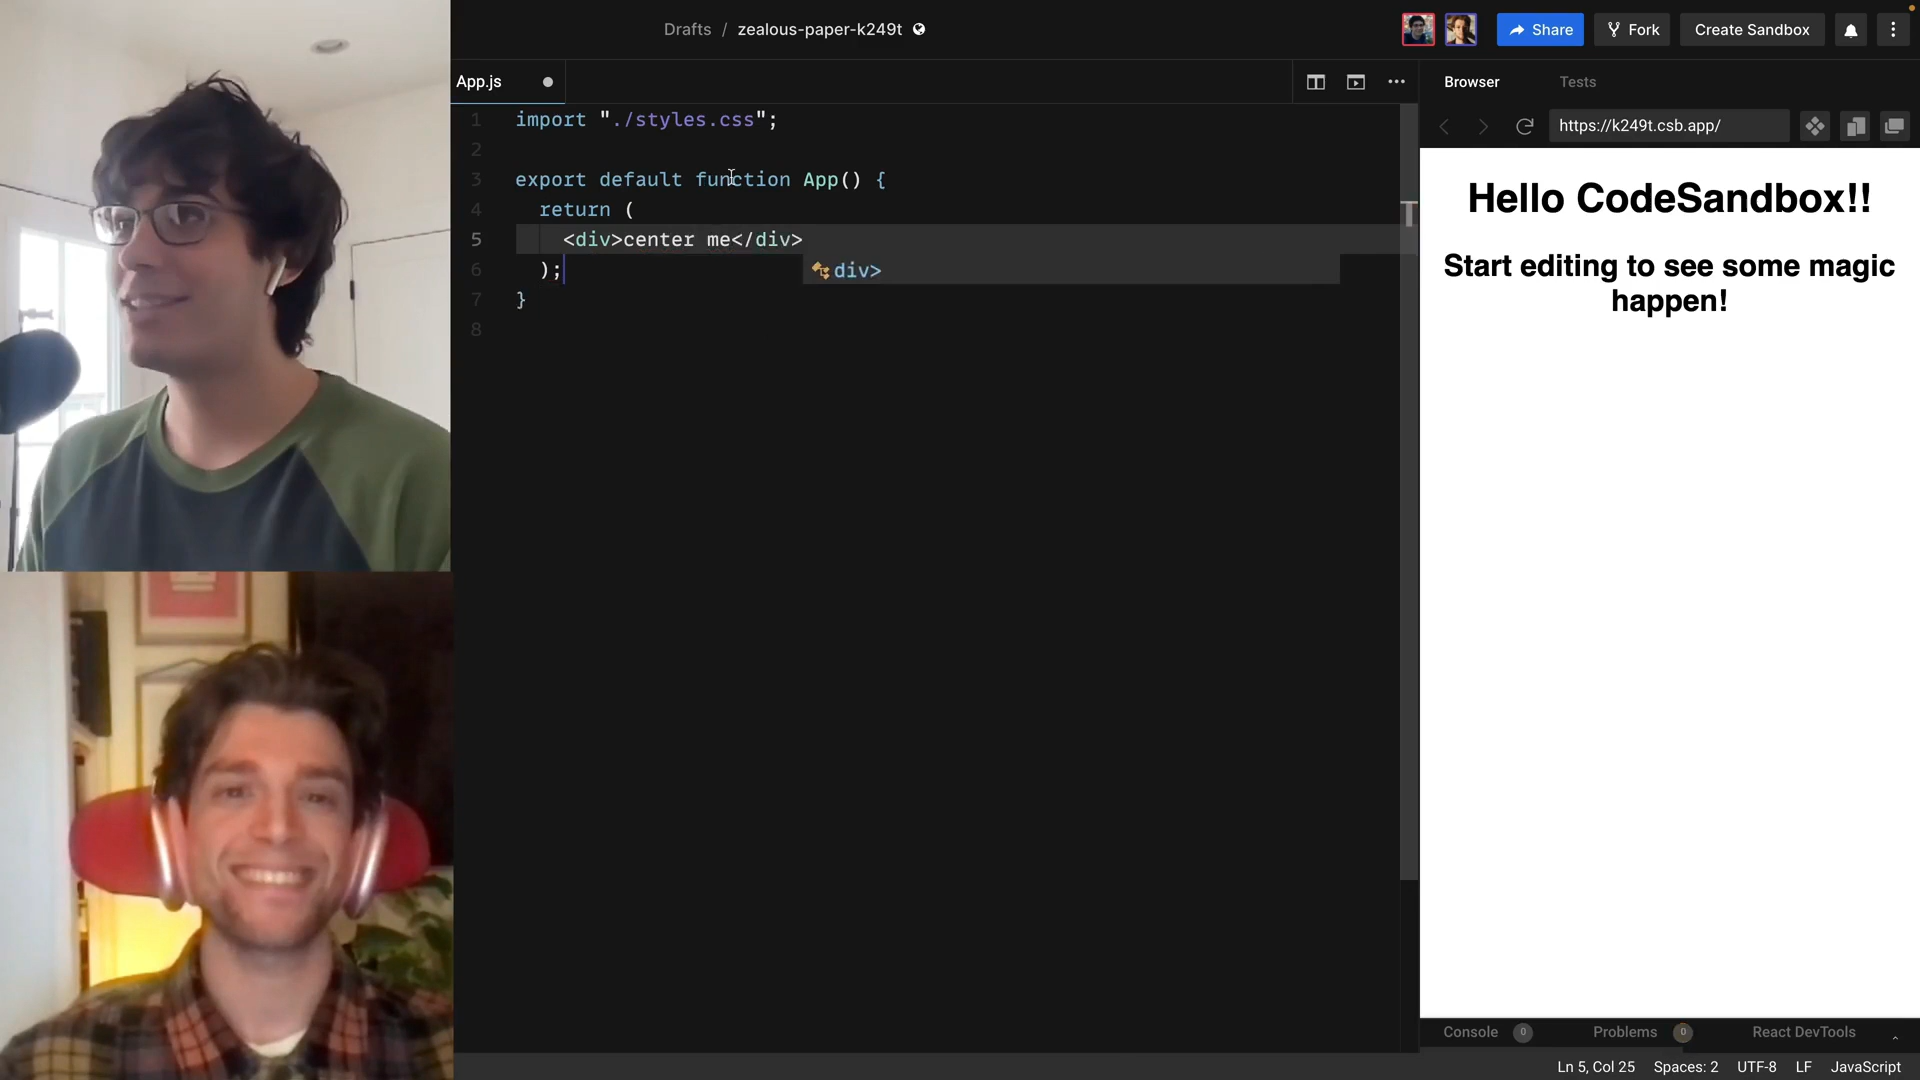 Drafts / zealous-paper-k249t
Share
Fork
Create Sandbox
App.js
Browser
Tests
https://k249t.csb.app/
1 import "./styles.css";
2
3 export default function App() {
4 return (
5 <div>center me</div>
div>
6 );
7 }
8
Hello CodeSandbox!!
Start editing to see some magic
happen!
Console 0
Problems 0
React DevTools
Ln 5, Col 25
Spaces: 2
UTF-8
LF
JavaScript